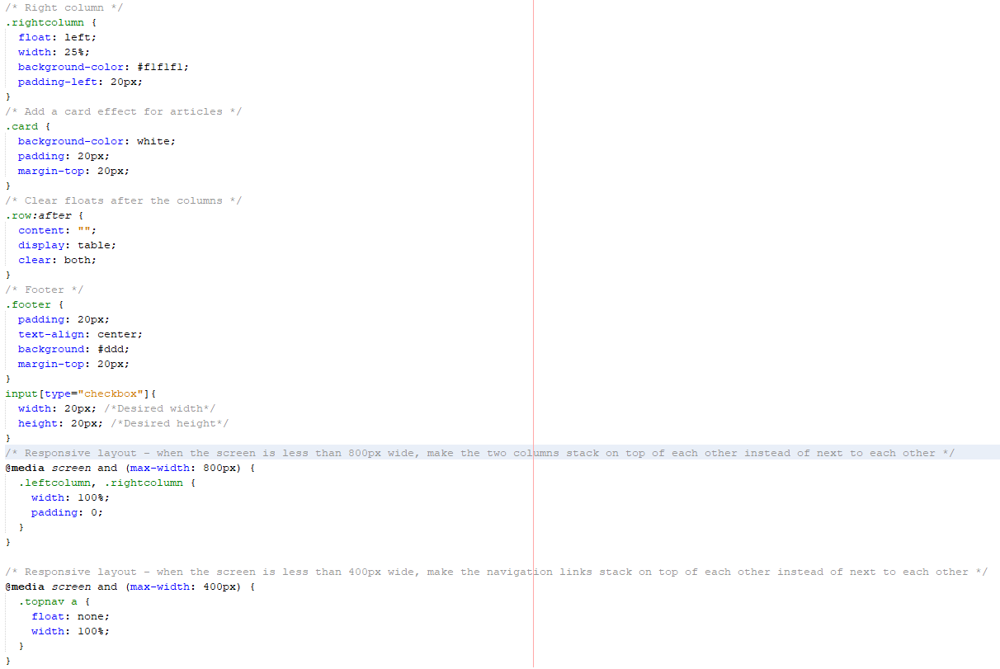 /* Right column */
.rightcolumn {
  float: left;
  width: 25%;
  background-color: #f1f1f1;
  padding-left: 20px;
}
/* Add a card effect for articles */
.card {
  background-color: white;
  padding: 20px;
  margin-top: 20px;
}
/* Clear floats after the columns */
.row:after {
  content: "";
  display: table;
  clear: both;
}
/* Footer */
.footer {
  padding: 20px;
  text-align: center;
  background: #ddd;
  margin-top: 20px;
}
input[type="checkbox"]{
  width: 20px; /*Desired width*/
  height: 20px; /*Desired height*/
}
/* Responsive layout - when the screen is less than 800px wide, make the two columns stack on top of each other instead of next to each other */
@media screen and (max-width: 800px) {
  .leftcolumn, .rightcolumn {
    width: 100%;
    padding: 0;
  }
}

/* Responsive layout - when the screen is less than 400px wide, make the navigation links stack on top of each other instead of next to each other */
@media screen and (max-width: 400px) {
  .topnav a {
    float: none;
    width: 100%;
  }
}